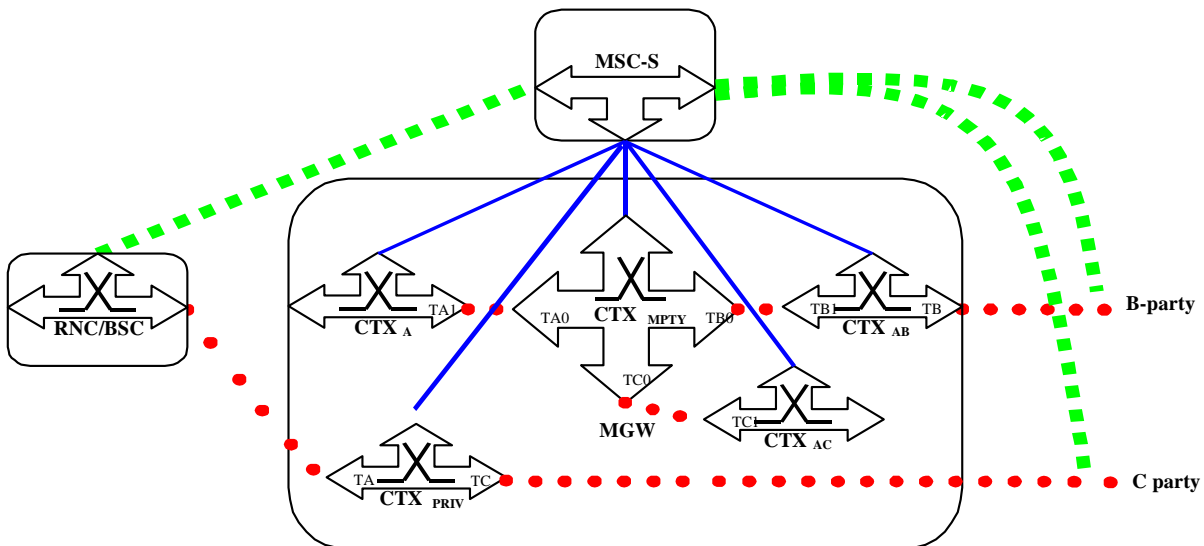 MSC-S
B-party
RNC/BSC
TA1
CTX A
TA0
CTX MPTY
TB0
TB1
TB
CTX AB
TC0
MGW
TC1
CTX AC
TA
TC
CTX PRIV
C party